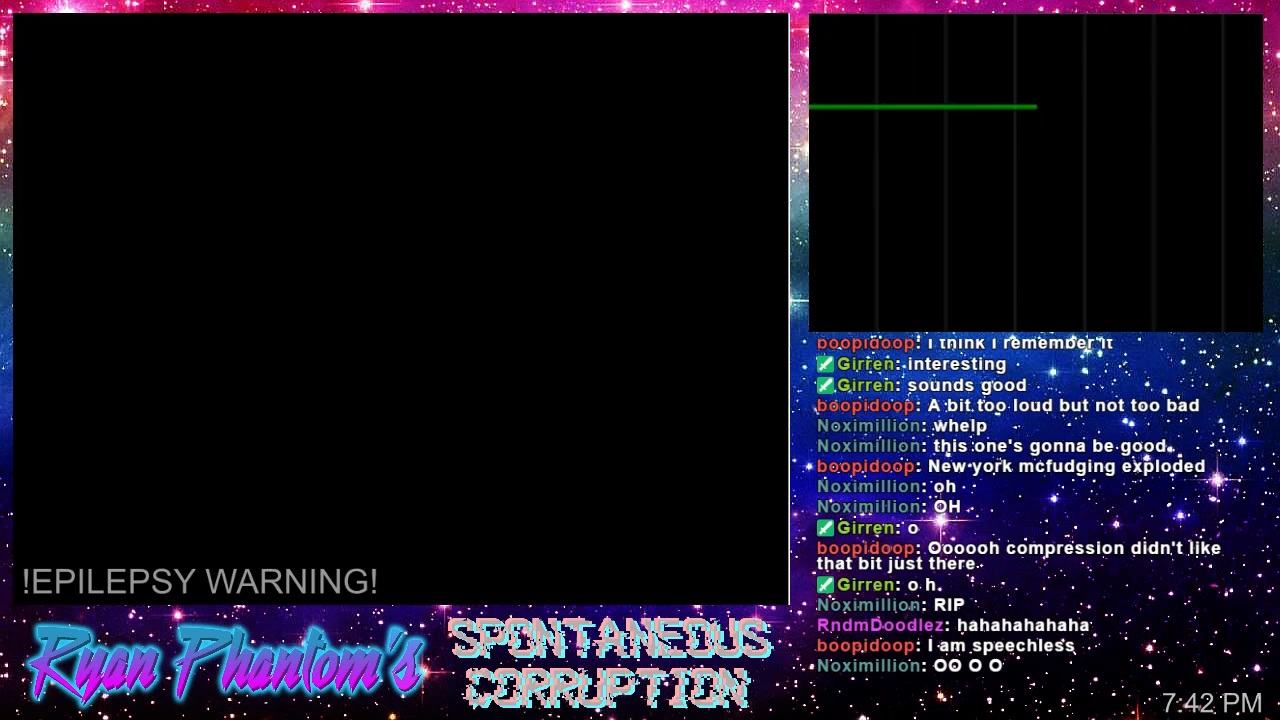 boopidoop: I think I remember it
Girren: interesting
Girren: sounds good
boopidoop: A bit too loud but not too bad
Noximillion: whelp
Noximillion: this one's gonna be good
boopidoop: New york mcfudging exploded
Noximillion: oh
Noximillion: OH
Girren: o
boopidoop: Oooooh compression didn't like
that bit just there
Girren: o h
Noximillion: RIP
RndmDoodlez: hahahahahaha
boopidoop: I am speechless
Noximillion: OO O O
!EPILEPSY WARNING!
Ryan Phantom's
SPONTANEOUS
CORRUPTION
7:42 PM